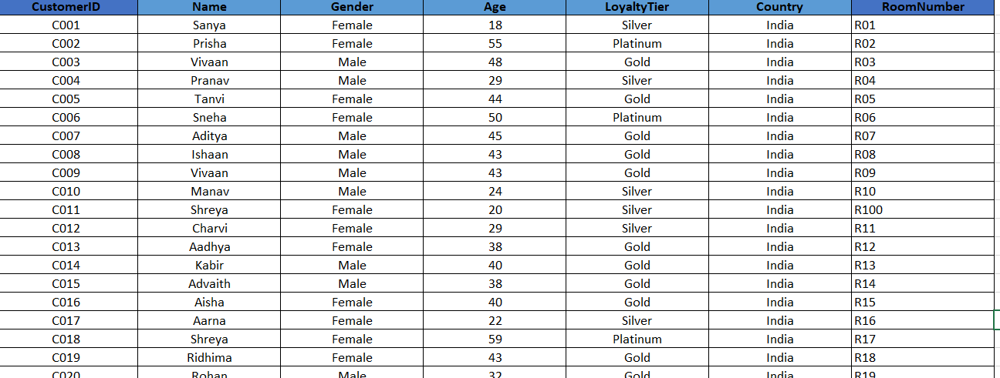 CustomerID Name Gender Age LoyaltyTier Country RoomNumber
C001 Sanya Female 18 Silver India R01
C002 Prisha Female 55 Platinum India R02
C003 Vivaan Male 48 Gold India R03
C004 Pranav Male 29 Silver India R04
C005 Tanvi Female 44 Gold India R05
C006 Sneha Female 50 Platinum India R06
C007 Aditya Male 45 Gold India R07
C008 Ishaan Male 43 Gold India R08
C009 Vivaan Male 43 Gold India R09
C010 Manav Male 24 Silver India R10
C011 Shreya Female 20 Silver India R100
C012 Charvi Female 29 Silver India R11
C013 Aadhya Female 38 Gold India R12
C014 Kabir Male 40 Gold India R13
C015 Advaith Male 38 Gold India R14
C016 Aisha Female 40 Gold India R15
C017 Aarna Female 22 Silver India R16
C018 Shreya Female 59 Platinum India R17
C019 Ridhima Female 43 Gold India R18
C020 Rohan Male 32 Gold India R19